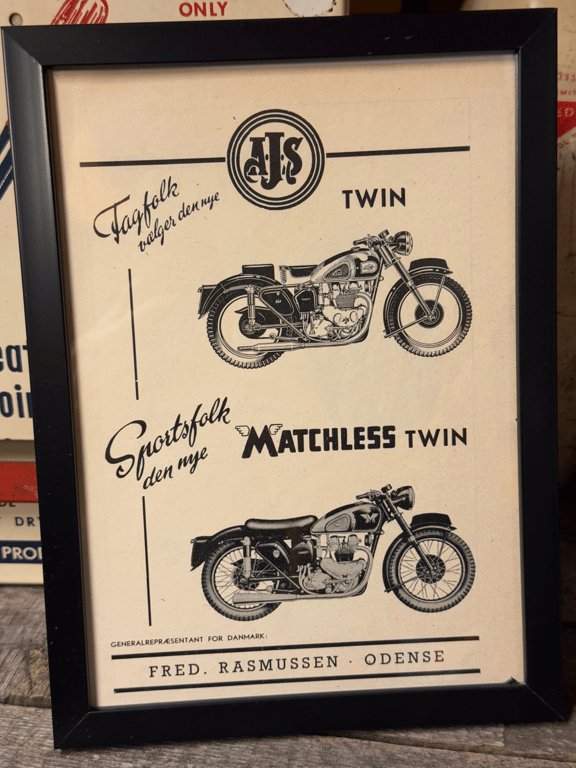 ONLY
AJS
Fagfolk
vælger den nye
TWIN
Sportsfolk
den nye
MATCHLESS TWIN
GENERALREPRÆSENTANT FOR DANMARK:
FRED. RASMUSSEN · ODENSE